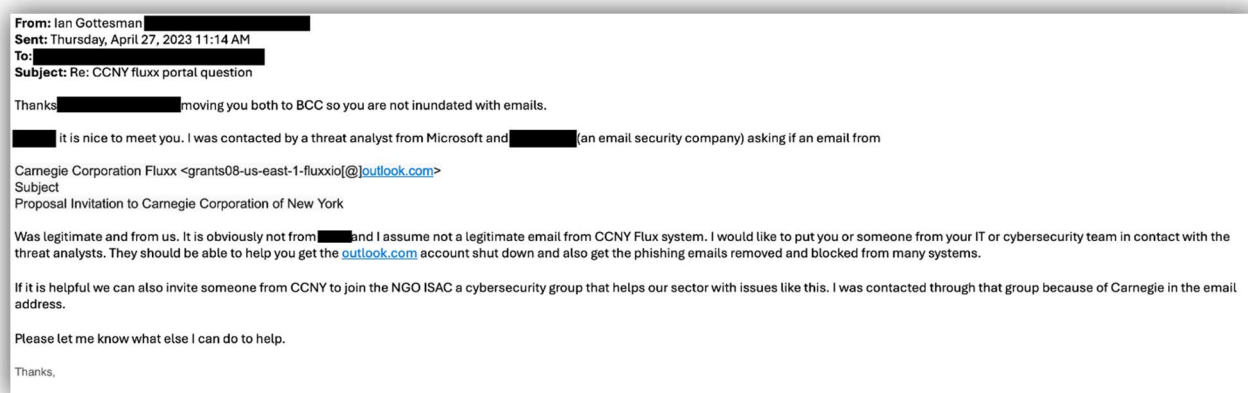 From: Ian Gottesman
Sent: Thursday, April 27, 2023 11:14 AM
To:
Subject: Re: CCNY fluxx portal question
Thanks moving you both to BCC so you are not inundated with emails.
it is nice to meet you. I was contacted by a threat analyst from Microsoft and (an email security company) asking if an email from
Carnegie Corporation Fluxx <grants08-us-east-1-fluxxio[@]outlook.com>
Subject
Proposal Invitation to Carnegie Corporation of New York
Was legitimate and from us. It is obviously not from and I assume not a legitimate email from CCNY Flux system. I would like to put you or someone from your IT or cybersecurity team in contact with the
threat analysts. They should be able to help you get the outlook.com account shut down and also get the phishing emails removed and blocked from many systems.
If it is helpful we can also invite someone from CCNY to join the NGO ISAC a cybersecurity group that helps our sector with issues like this. I was contacted through that group because of Carnegie in the email
address.
Please let me know what else I can do to help.
Thanks,